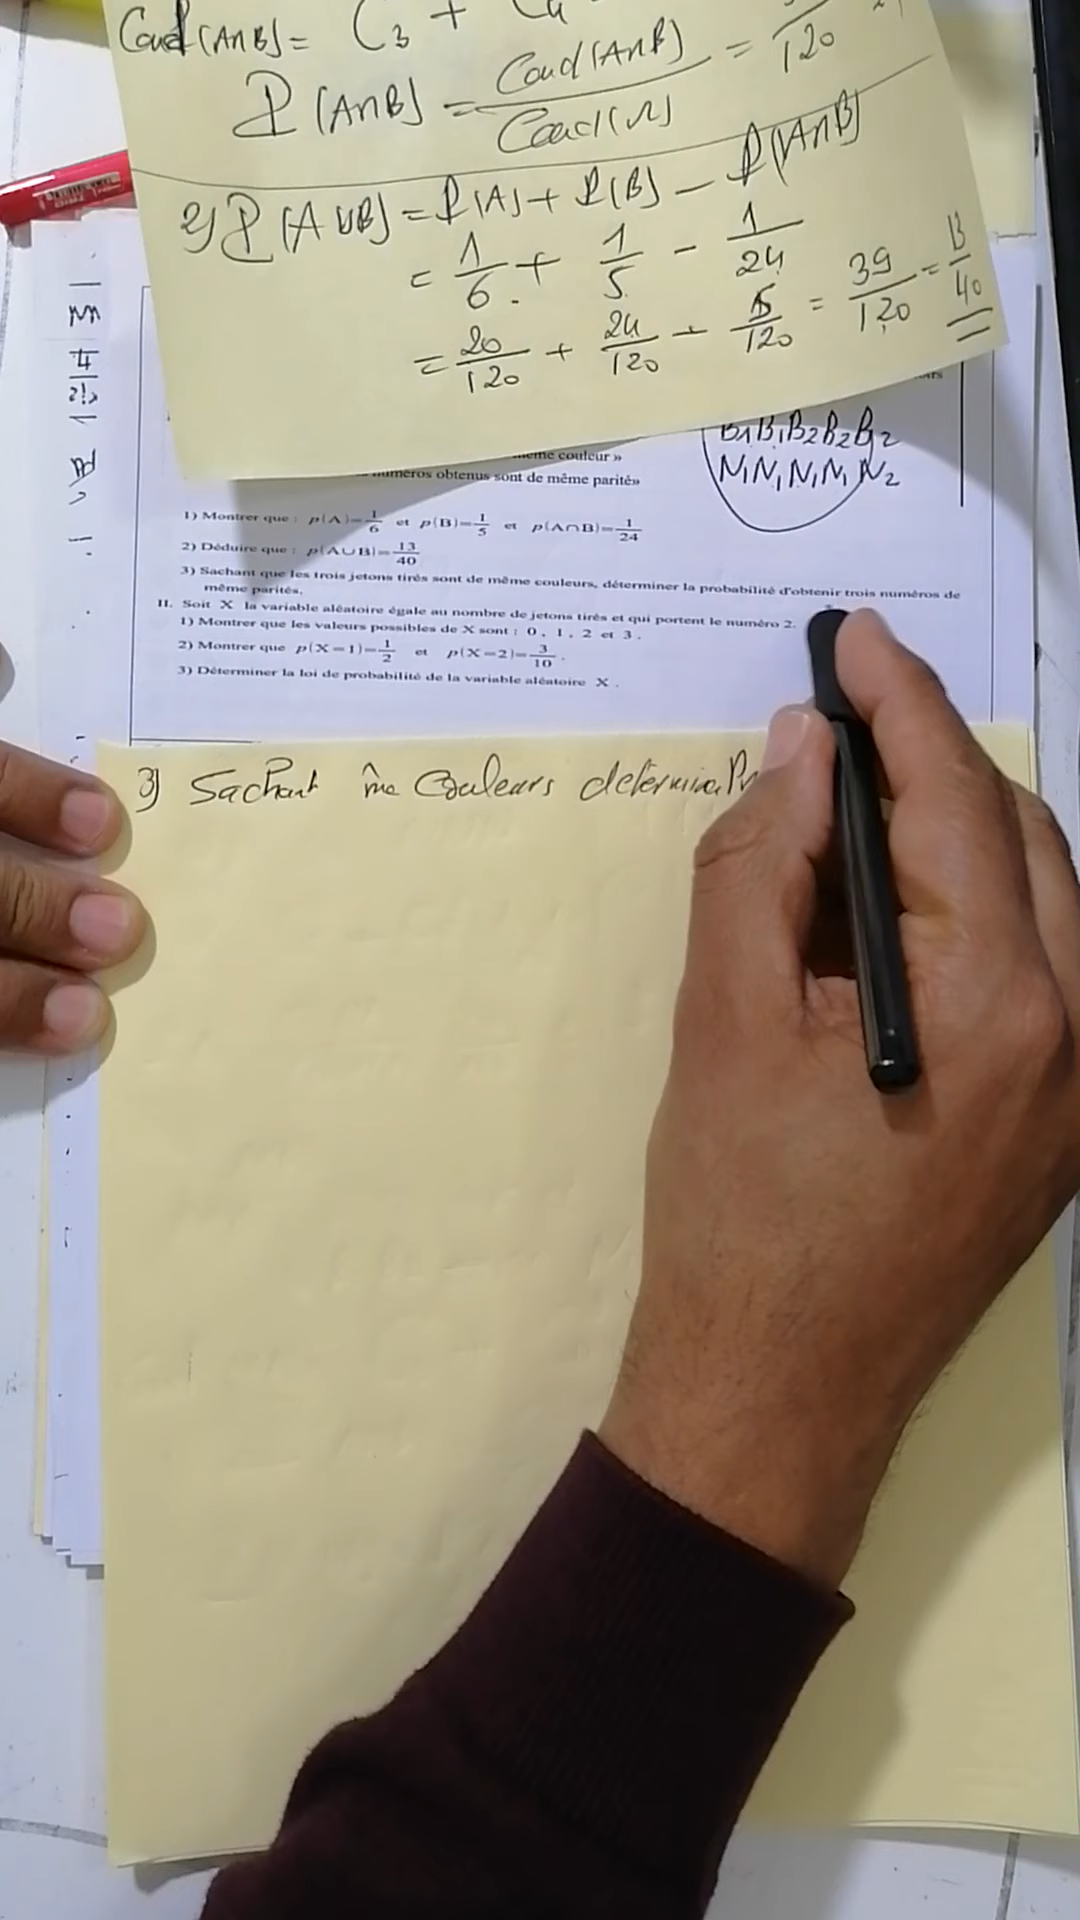 Card(A∩B) = C₃ + C₄
P(A∩B) = Card(A∩B) / Card(Ω) = /120
2) P(A∪B) = P(A) + P(B) − P(A∩B)
= 1/6 + 1/5 − 1/24
= 20/120 + 24/120 − 5/120 = 39/120 = 13/40
B₁B₁B₂B₂B₂
N₁N₁N₁N₁N₂
même couleur »
numéros obtenus sont de même parité»
1) Montrer que : p(A)=1/6 et p(B)=1/5 et p(A∩B)=1/24
2) Déduire que : p(A∪B)=13/40
3) Sachant que les trois jetons tirés sont de même couleurs, déterminer la probabilité d'obtenir trois numéros de
même parités.
II. Soit X la variable aléatoire égale au nombre de jetons tirés et qui portent le numéro 2.
1) Montrer que les valeurs possibles de X sont : 0 , 1 , 2 et 3 .
2) Montrer que p(X=1)=1/2 et p(X=2)=3/10 .
3) Déterminer la loi de probabilité de la variable aléatoire X .
3) Sachant m̂e Couleurs détermine